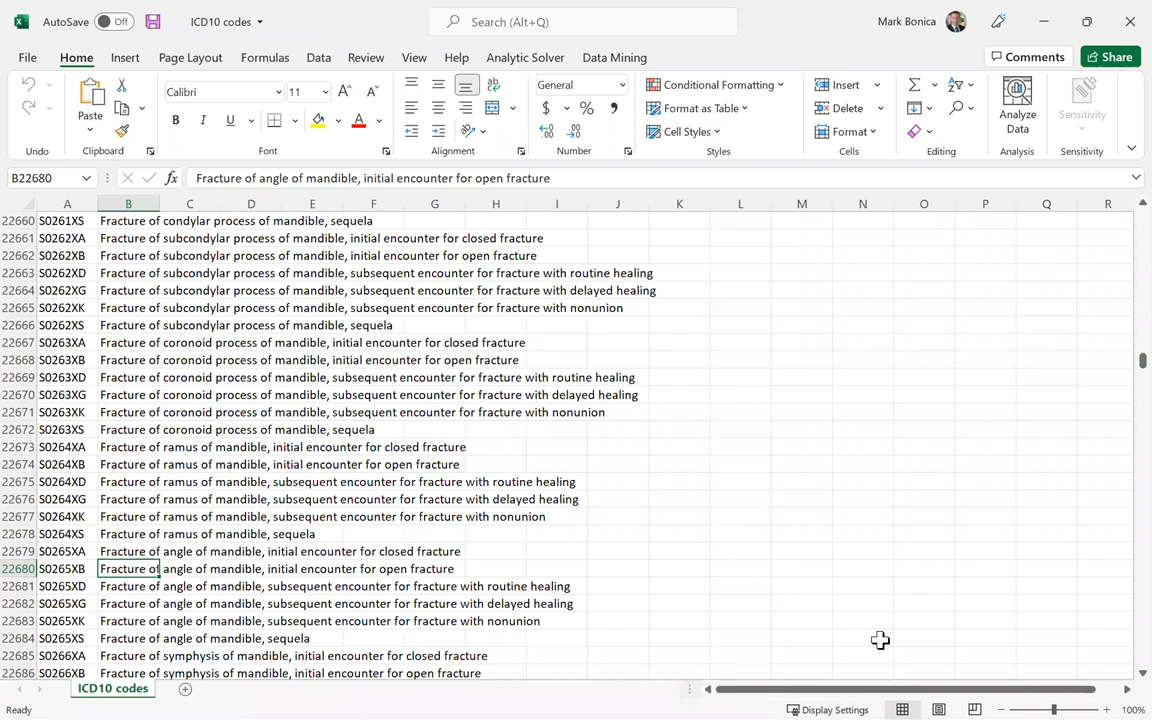 AutoSave Off ICD10 codes Search (Alt+Q) Mark Bonica
File Home Insert Page Layout Formulas Data Review View Help Analytic Solver Data Mining Comments Share
Calibri 11 General Conditional Formatting Insert
Paste Format as Table Delete Analyze Data Sensitivity
B I U A $ % Cell Styles Format
Undo Clipboard Font Alignment Number Styles Cells Editing Analysis Sensitivity
B22680 fx Fracture of angle of mandible, initial encounter for open fracture
A B C D E F G H I J K L M N O P Q R
22660 S0261XS Fracture of condylar process of mandible, sequela
22661 S0262XA Fracture of subcondylar process of mandible, initial encounter for closed fracture
22662 S0262XB Fracture of subcondylar process of mandible, initial encounter for open fracture
22663 S0262XD Fracture of subcondylar process of mandible, subsequent encounter for fracture with routine healing
22664 S0262XG Fracture of subcondylar process of mandible, subsequent encounter for fracture with delayed healing
22665 S0262XK Fracture of subcondylar process of mandible, subsequent encounter for fracture with nonunion
22666 S0262XS Fracture of subcondylar process of mandible, sequela
22667 S0263XA Fracture of coronoid process of mandible, initial encounter for closed fracture
22668 S0263XB Fracture of coronoid process of mandible, initial encounter for open fracture
22669 S0263XD Fracture of coronoid process of mandible, subsequent encounter for fracture with routine healing
22670 S0263XG Fracture of coronoid process of mandible, subsequent encounter for fracture with delayed healing
22671 S0263XK Fracture of coronoid process of mandible, subsequent encounter for fracture with nonunion
22672 S0263XS Fracture of coronoid process of mandible, sequela
22673 S0264XA Fracture of ramus of mandible, initial encounter for closed fracture
22674 S0264XB Fracture of ramus of mandible, initial encounter for open fracture
22675 S0264XD Fracture of ramus of mandible, subsequent encounter for fracture with routine healing
22676 S0264XG Fracture of ramus of mandible, subsequent encounter for fracture with delayed healing
22677 S0264XK Fracture of ramus of mandible, subsequent encounter for fracture with nonunion
22678 S0264XS Fracture of ramus of mandible, sequela
22679 S0265XA Fracture of angle of mandible, initial encounter for closed fracture
22680 S0265XB Fracture of angle of mandible, initial encounter for open fracture
22681 S0265XD Fracture of angle of mandible, subsequent encounter for fracture with routine healing
22682 S0265XG Fracture of angle of mandible, subsequent encounter for fracture with delayed healing
22683 S0265XK Fracture of angle of mandible, subsequent encounter for fracture with nonunion
22684 S0265XS Fracture of angle of mandible, sequela
22685 S0266XA Fracture of symphysis of mandible, initial encounter for closed fracture
22686 S0266XB Fracture of symphysis of mandible, initial encounter for open fracture
ICD10 codes
Ready Display Settings 100%